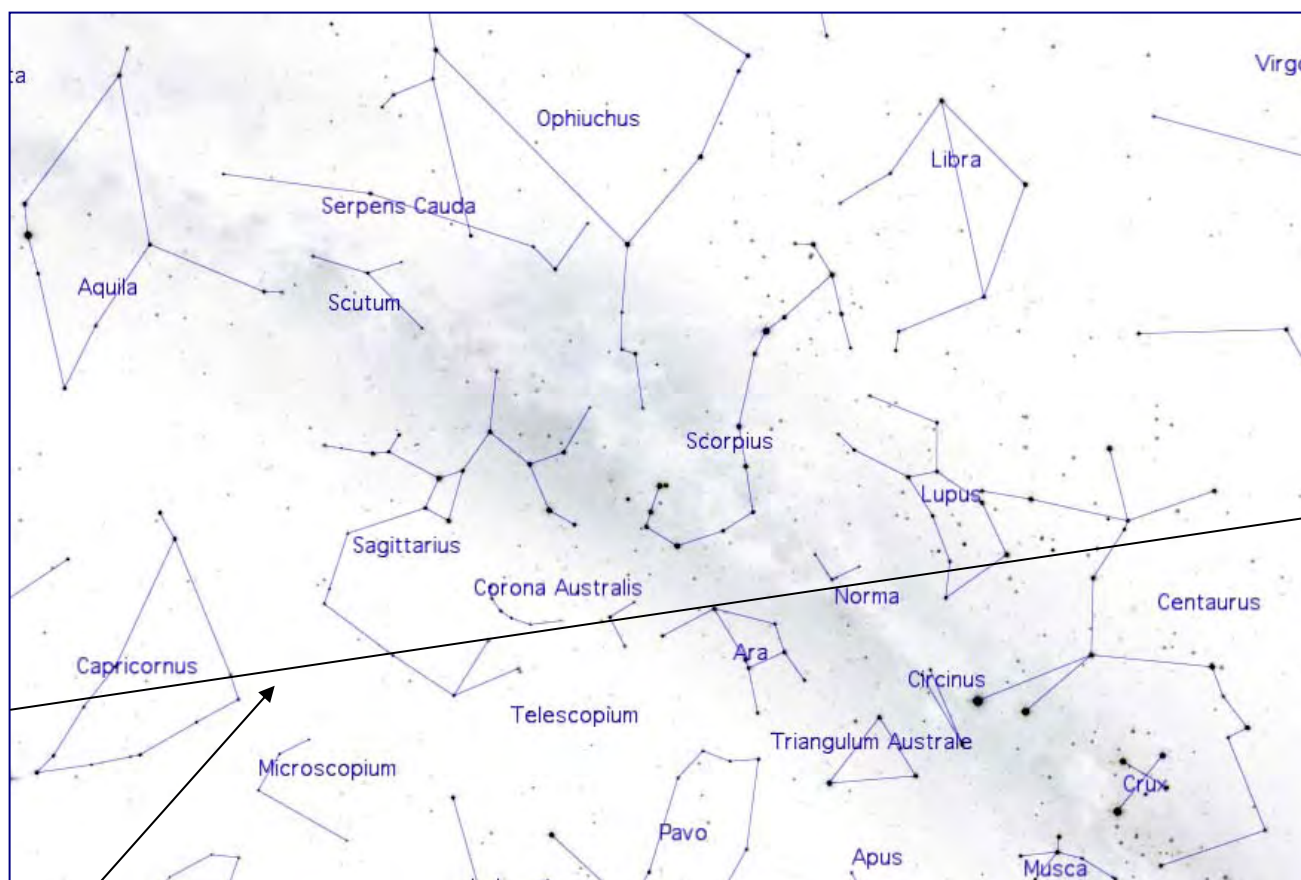 ta
Virgo
Ophiuchus
Libra
Serpens Cauda
Aquila
Scutum
Scorpius
Lupus
Sagittarius
Corona Australis
Norma
Centaurus
Capricornus
Ara
Circinus
Telescopium
Triangulum Australe
Microscopium
Crux
Pavo
Apus
Musca